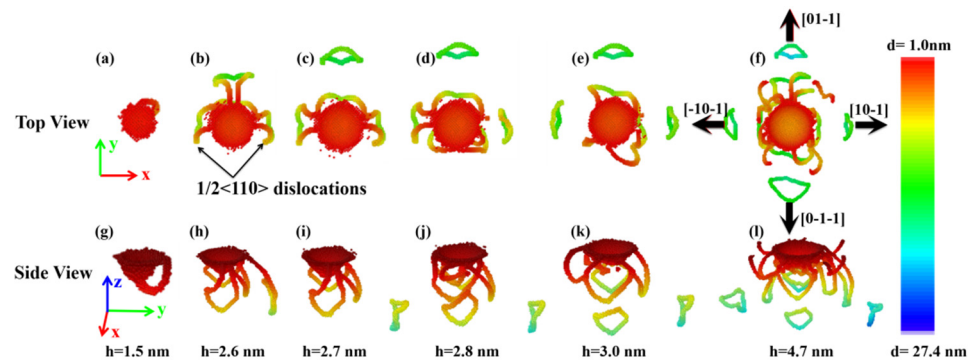 [01-1]
d= 1.0nm
(a)
(b)
(c)
(d)
(e)
(f)
Top View
[-10-1]
[10-1]
y
x
1/2<110> dislocations
[0-1-1]
(g)
(h)
(i)
(j)
(k)
(l)
Side View
z
y
x
h=1.5 nm
h=2.6 nm
h=2.7 nm
h=2.8 nm
h=3.0 nm
h=4.7 nm
d= 27.4 nm